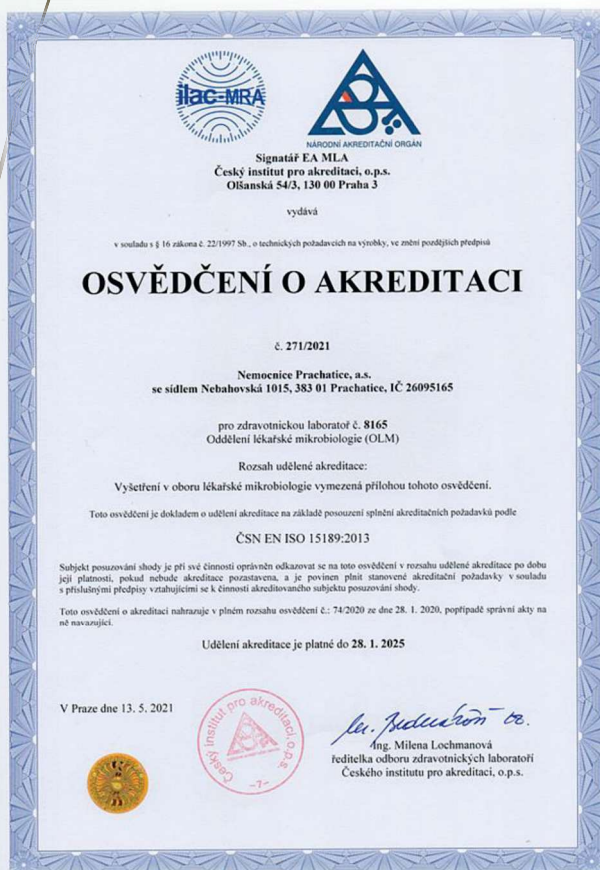 ilac-MRA
NÁRODNÍ AKREDITAČNÍ ORGÁN
Signatář EA MLA
Český institut pro akreditaci, o.p.s.
Olšanská 54/3, 130 00 Praha 3
vydává
v souladu s § 16 zákona č. 22/1997 Sb., o technických požadavcích na výrobky, ve znění pozdějších předpisů
OSVĚDČENÍ O AKREDITACI
č. 271/2021
Nemocnice Prachatice, a.s.
se sídlem Nebahovská 1015, 383 01 Prachatice, IČ 26095165
pro zdravotnickou laboratoř č. 8165
Oddělení lékařské mikrobiologie (OLM)
Rozsah udělené akreditace:
Vyšetření v oboru lékařské mikrobiologie vymezená přílohou tohoto osvědčení.
Toto osvědčení je dokladem o udělení akreditace na základě posouzení splnění akreditačních požadavků podle
ČSN EN ISO 15189:2013
Subjekt posuzování shody je při své činnosti oprávněn odkazovat se na toto osvědčení v rozsahu udělené akreditace po dobu
její platnosti, pokud nebude akreditace pozastavena, a je povinen plnit stanovené akreditační požadavky v souladu
s příslušnými předpisy vztahujícími se k činnosti akreditovaného subjektu posuzování shody.
Toto osvědčení o akreditaci nahrazuje v plném rozsahu osvědčení č.: 74/2020 ze dne 28. 1. 2020, popřípadě správní akty na
ně navazující.
Udělení akreditace je platné do 28. 1. 2025
V Praze dne 13. 5. 2021
Český institut pro akreditaci, o.p.s.
-7-
Ing. Milena Lochmanová
ředitelka odboru zdravotnických laboratoří
Českého institutu pro akreditaci, o.p.s.